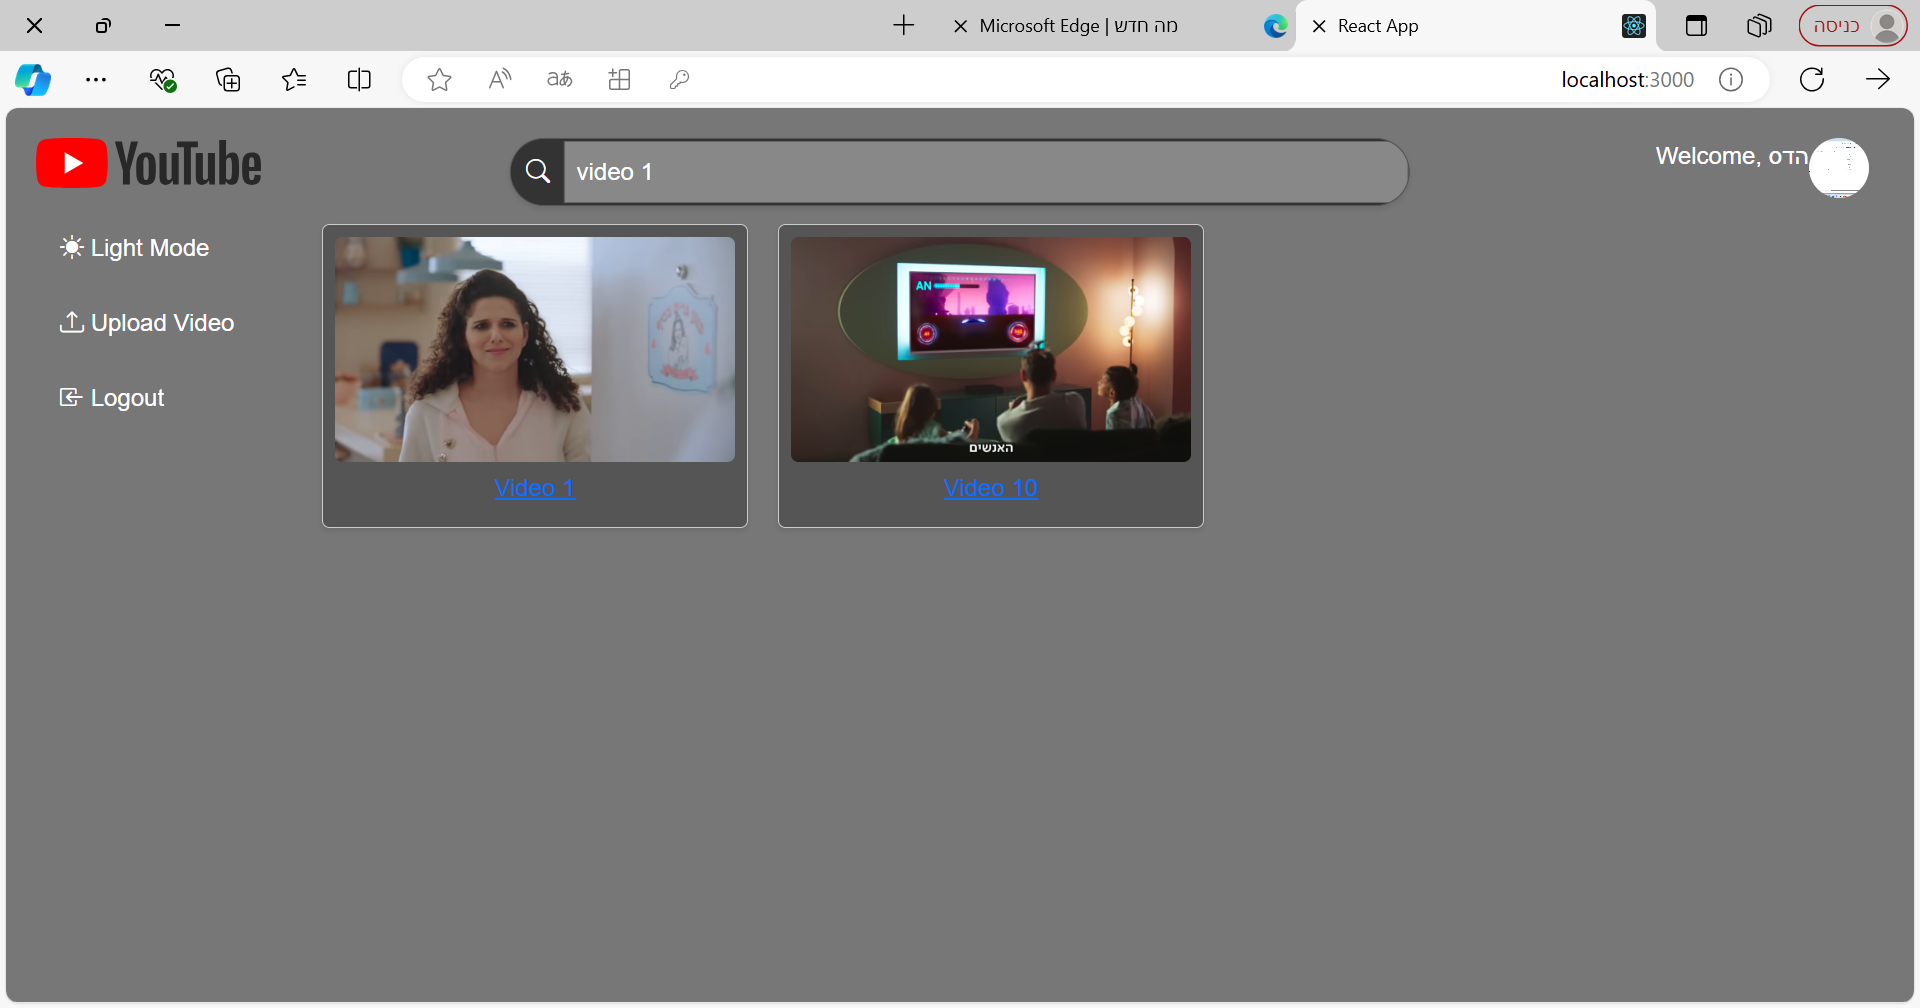 Microsoft Edge | מה חדש
React App
כניסה
localhost:3000
YouTube
video 1
Welcome, הדס
Light Mode
Upload Video
Logout
AN
האנשים
Video 1
Video 10